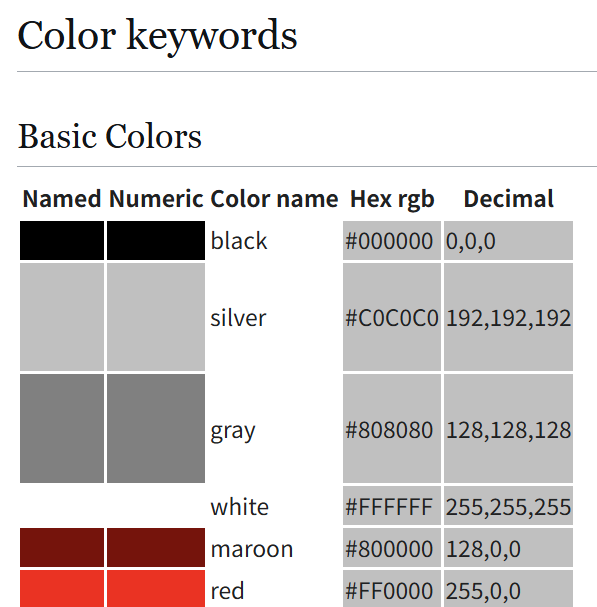 Color keywords
Basic Colors
Named Numeric Color name Hex rgb Decimal
black #000000 0,0,0
silver #C0C0C0 192,192,192
gray #808080 128,128,128
white #FFFFFF 255,255,255
maroon #800000 128,0,0
red #FF0000 255,0,0